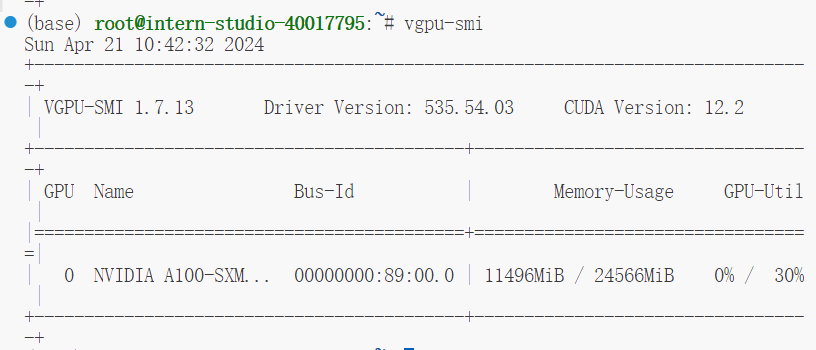 (base) root@intern-studio-40017795:~# vgpu-smi
Sun Apr 21 10:42:32 2024
+------------------------------------------------------------------------------
-+
| VGPU-SMI 1.7.13       Driver Version: 535.54.03     CUDA Version: 12.2
 |
+-------------------------------------------+----------------------------------
-+
| GPU  Name                Bus-Id           |        Memory-Usage     GPU-Util
 |
|===========================================+==================================
=|
|   0  NVIDIA A100-SXM...  00000000:89:00.0 | 11496MiB / 24566MiB    0% /  30%
 |
+-------------------------------------------+----------------------------------
-+